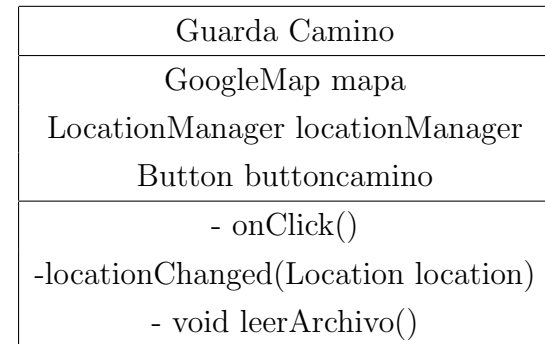 Guarda Camino
GoogleMap mapa
LocationManager locationManager
Button buttoncamino
- onClick()
-locationChanged(Location location)
- void leerArchivo()